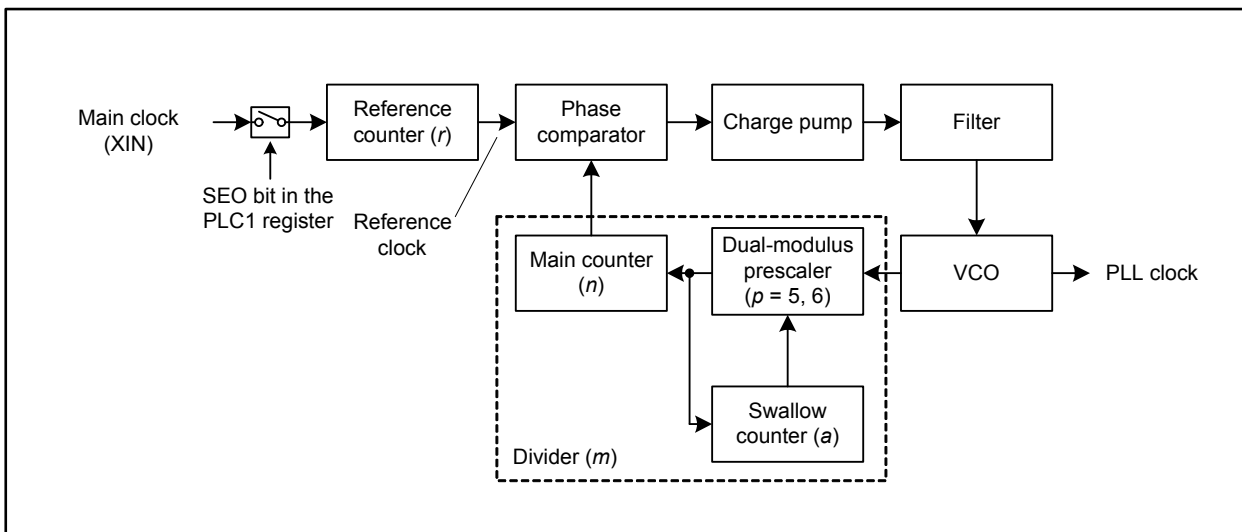 Main clock
(XIN)
SEO bit in the
PLC1 register
Reference
counter (r)
Reference
clock
Phase
comparator
Charge pump
Filter
Main counter
(n)
Dual-modulus
prescaler
(p = 5, 6)
VCO
PLL clock
Swallow
counter (a)
Divider (m)